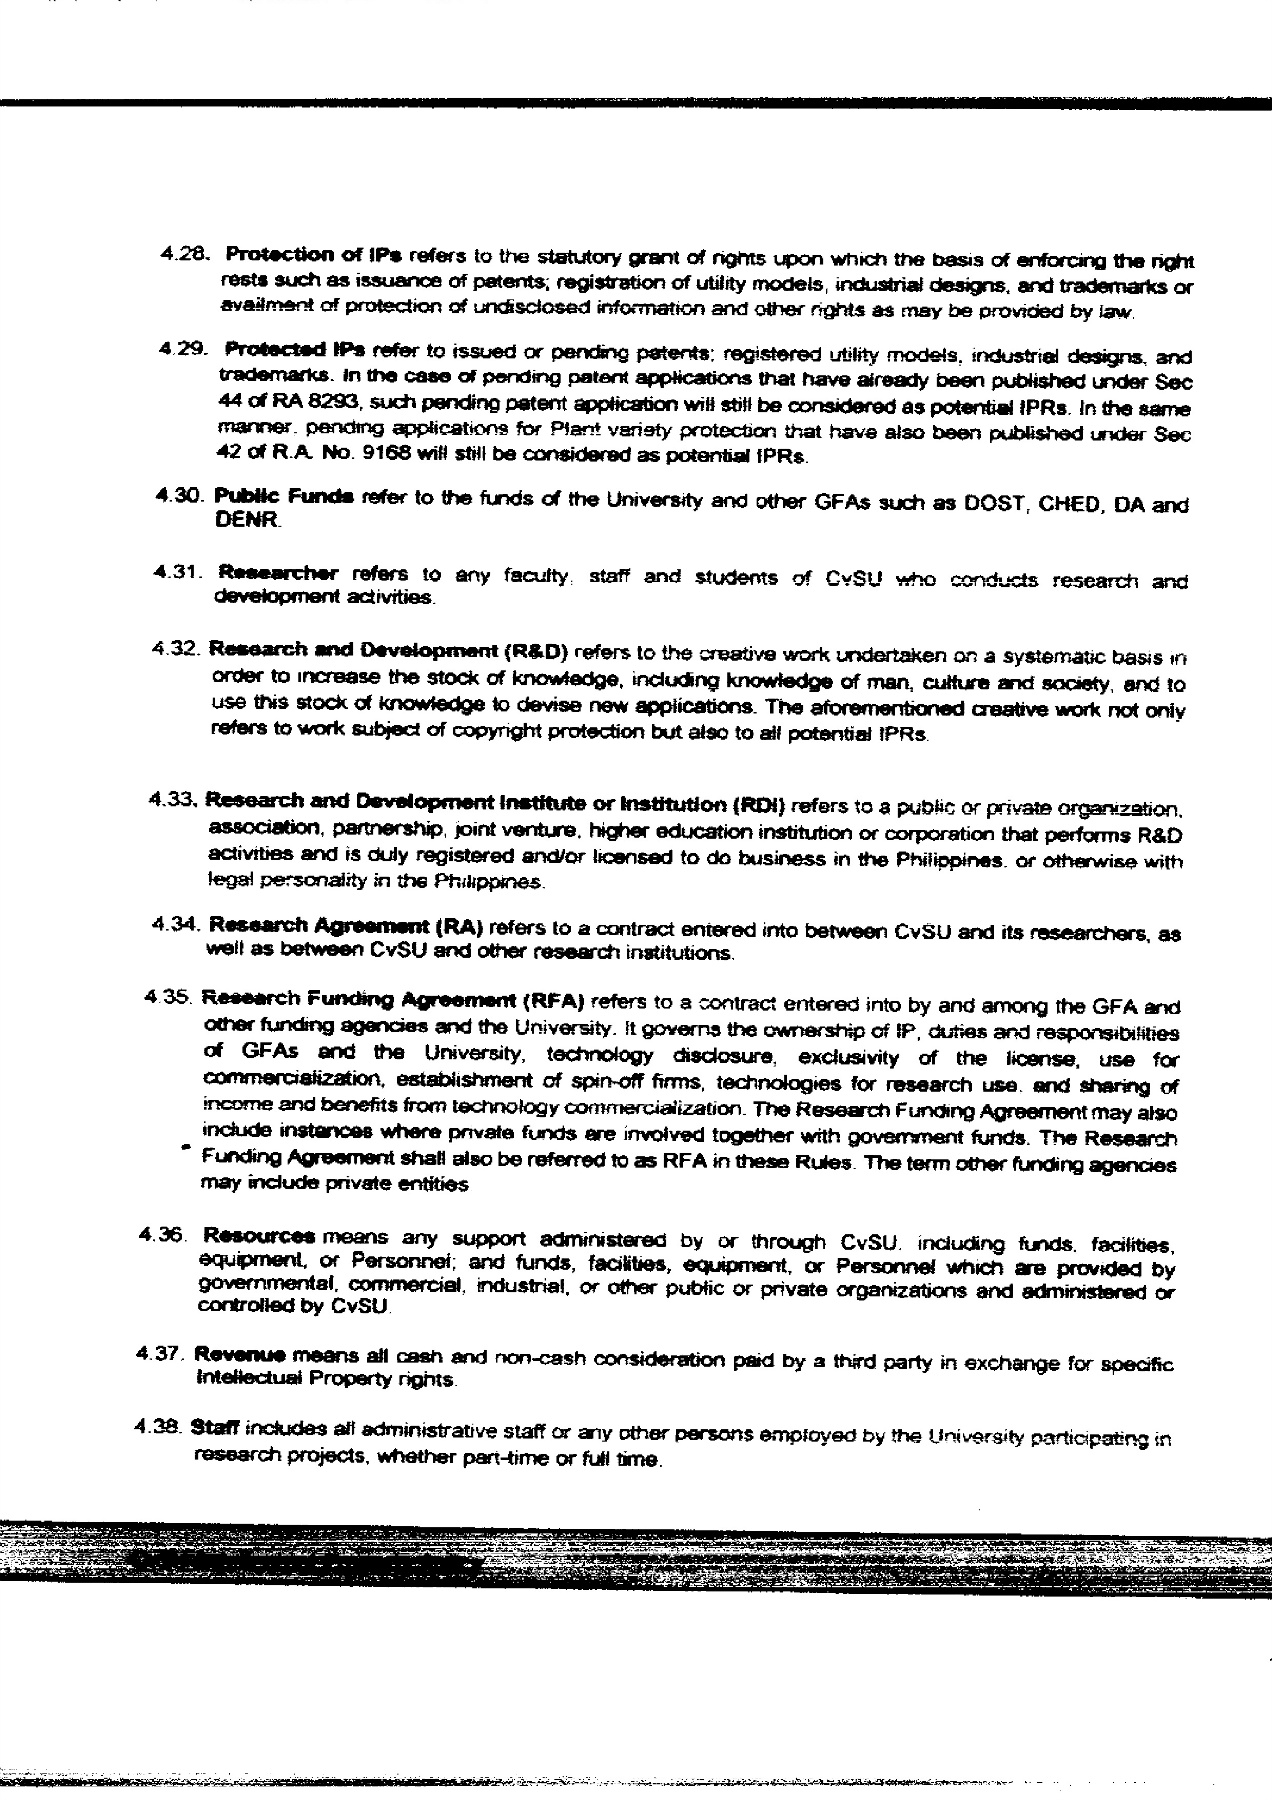 4.28. Protection of IPs refers to the statutory grant of rights upon which the basis of enforcing the right
rests such as issuance of patents; registration of utility models, industrial designs, and trademarks or
availment of protection of undisclosed information and other rights as may be provided by law.
4.29. Protected IPs refer to issued or pending patents; registered utility models, industrial designs, and
trademarks. In the case of pending patent applications that have already been published under Sec
44 of RA 8293, such pending patent application will still be considered as potential IPRs. In the same
manner, pending applications for Plant variety protection that have also been published under Sec
42 of R.A. No. 9168 will still be considered as potential IPRs.
4.30. Public Funds refer to the funds of the University and other GFAs such as DOST, CHED, DA and
DENR.
4.31. Researcher refers to any faculty, staff and students of CvSU who conducts research and
development activities.
4.32. Research and Development (R&D) refers to the creative work undertaken on a systematic basis in
order to increase the stock of knowledge, including knowledge of man, culture and society, and to
use this stock of knowledge to devise new applications. The aforementioned creative work not only
refers to work subject of copyright protection but also to all potential IPRs.
4.33. Research and Development Institute or Institution (RDI) refers to a public or private organization,
association, partnership, joint venture, higher education institution or corporation that performs R&D
activities and is duly registered and/or licensed to do business in the Philippines, or otherwise with
legal personality in the Philippines.
4.34. Research Agreement (RA) refers to a contract entered into between CvSU and its researchers, as
well as between CvSU and other research institutions.
4.35. Research Funding Agreement (RFA) refers to a contract entered into by and among the GFA and
other funding agencies and the University. It governs the ownership of IP, duties and responsibilities
of GFAs and the University, technology disclosure, exclusivity of the license, use for
commercialization, establishment of spin-off firms, technologies for research use, and sharing of
income and benefits from technology commercialization. The Research Funding Agreement may also
include instances where private funds are involved together with government funds. The Research
Funding Agreement shall also be referred to as RFA in these Rules. The term other funding agencies
may include private entities
4.36. Resources means any support administered by or through CvSU, including funds, facilities,
equipment, or Personnel; and funds, facilities, equipment, or Personnel which are provided by
governmental, commercial, industrial, or other public or private organizations and administered or
controlled by CvSU.
4.37. Revenue means all cash and non-cash consideration paid by a third party in exchange for specific
Intellectual Property rights.
4.38. Staff includes all administrative staff or any other persons employed by the University participating in
research projects, whether part-time or full time.